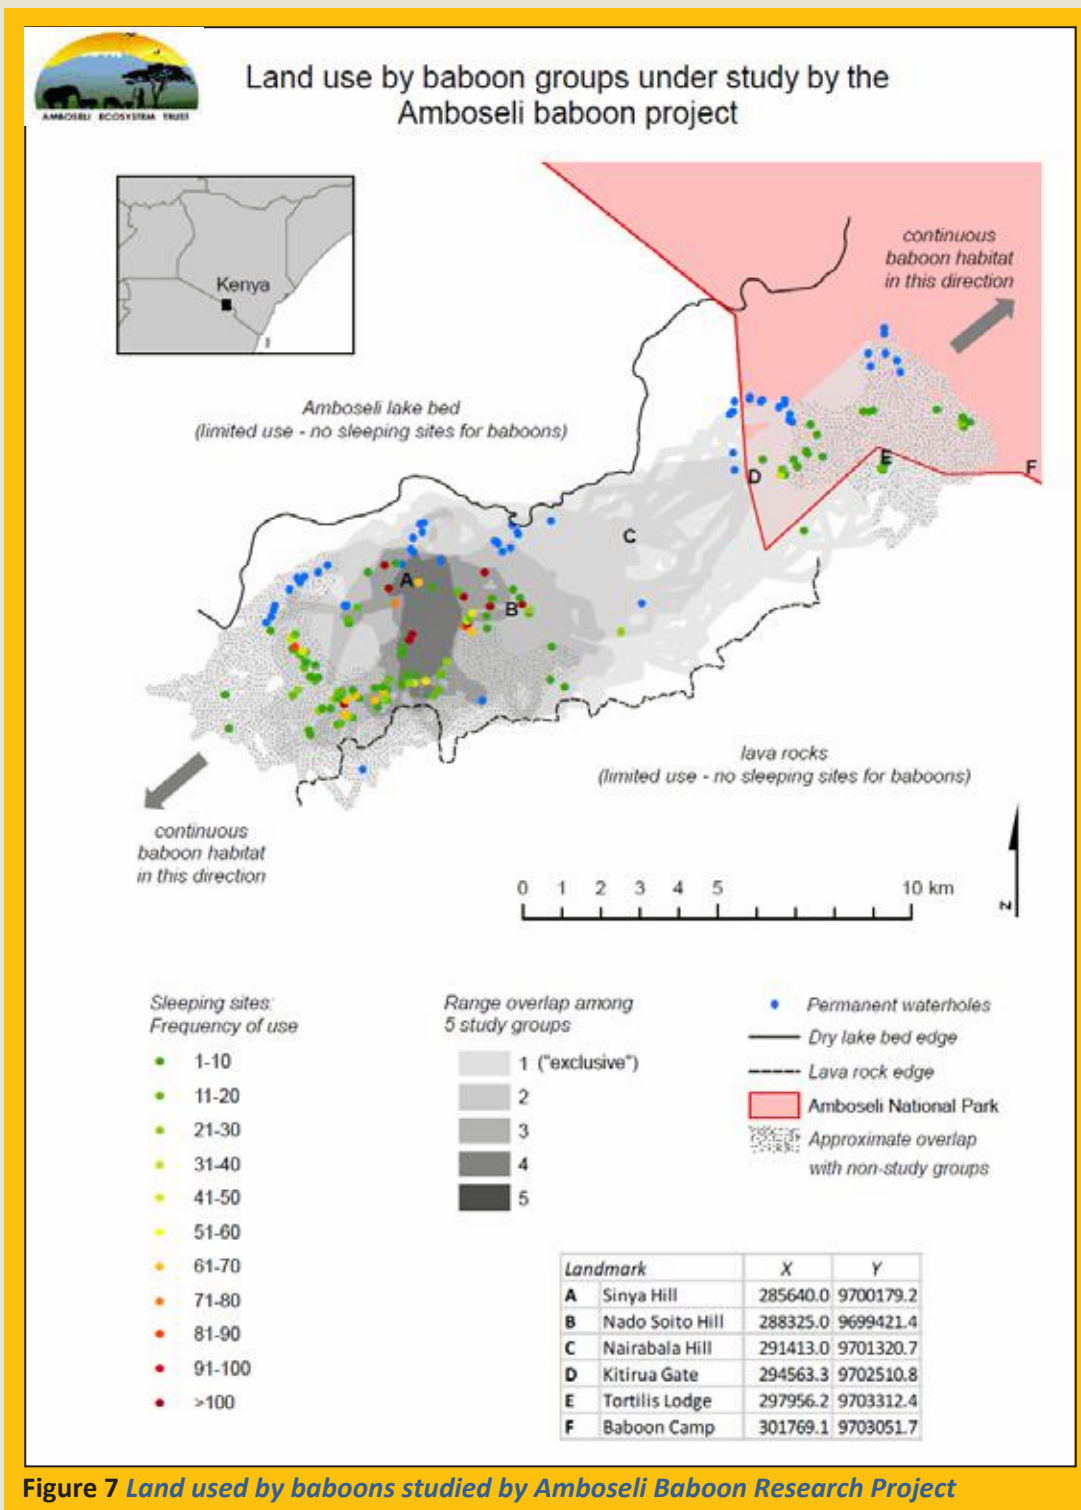 AMBOSELI ECOSYSTEM TRUST
Land use by baboon groups under study by the
Amboseli baboon project
Kenya
continuous
baboon habitat
in this direction
Amboseli lake bed
(limited use - no sleeping sites for baboons)
E
F
D
C
A
B
lava rocks
(limited use - no sleeping sites for baboons)
continuous
baboon habitat
in this direction
0 1 2 3 4 5 10 km
N
Sleeping sites:
Frequency of use
1-10
11-20
21-30
31-40
41-50
51-60
61-70
71-80
81-90
91-100
>100
Range overlap among
5 study groups
1 ("exclusive")
2
3
4
5
Permanent waterholes
Dry lake bed edge
Lava rock edge
Amboseli National Park
Approximate overlap
with non-study groups
Landmark X Y
A Sinya Hill 285640.0 9700179.2
B Nado Soito Hill 288325.0 9699421.4
C Nairabala Hill 291413.0 9701320.7
D Kitirua Gate 294563.3 9702510.8
E Tortilis Lodge 297956.2 9703312.4
F Baboon Camp 301769.1 9703051.7
Figure 7 Land used by baboons studied by Amboseli Baboon Research Project